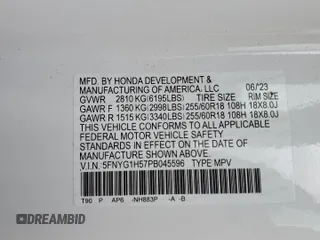 MFD. BY HONDA DEVELOPMENT &
MANUFACTURING OF AMERICA, LLC 06/23
GVWR 2810 KG(6195LBS) TIRE SIZE RIM SIZE
GAWR F 1360 KG(2998LBS) 255/60R18 108H 18X8.0J
GAWR R 1515 KG(3340LBS) 255/60R18 108H 18X8.0J
THIS VEHICLE CONFORMS TO ALL APPLICABLE
FEDERAL MOTOR VEHICLE SAFETY
STANDARDS IN EFFECT ON THE DATE OF
MANUFACTURE SHOWN ABOVE.
V.I.N. 5FNYG1H57PB045596 TYPE MPV
T90 P AP6 -NH883P -A -B
©AutoBidMaster